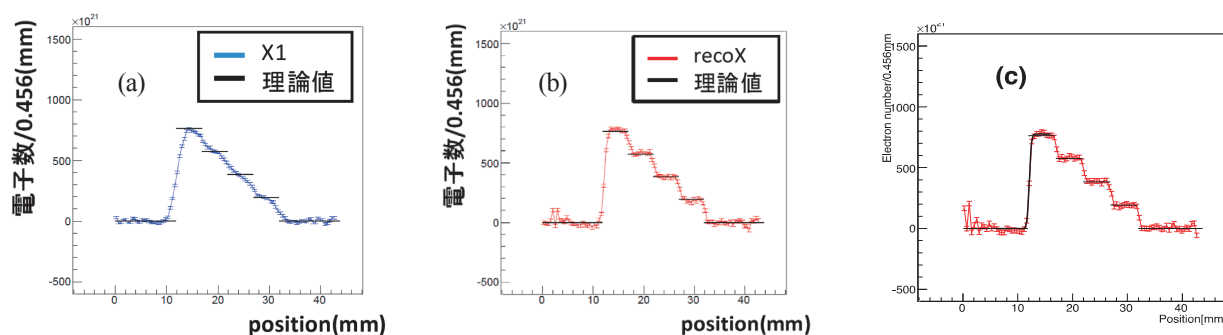 ×10²¹
1500
1000
500
0
-500
0
10
20
30
40
電子数/0.456(mm)
position(mm)
(a)
X1
理論値
×10²¹
1500
1000
500
0
-500
0
10
20
30
40
電子数/0.456(mm)
position(mm)
(b)
recoX
理論値
1500
1000
500
0
-500
0
10
20
30
40
Electron number/0.456mm
Position[mm
(c)